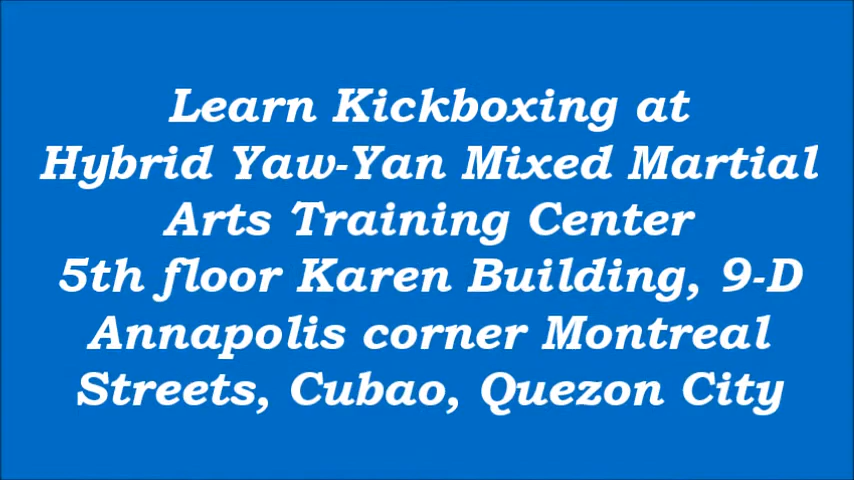 Learn Kickboxing at
Hybrid Yaw-Yan Mixed Martial
Arts Training Center
5th floor Karen Building, 9-D
Annapolis corner Montreal
Streets, Cubao, Quezon City